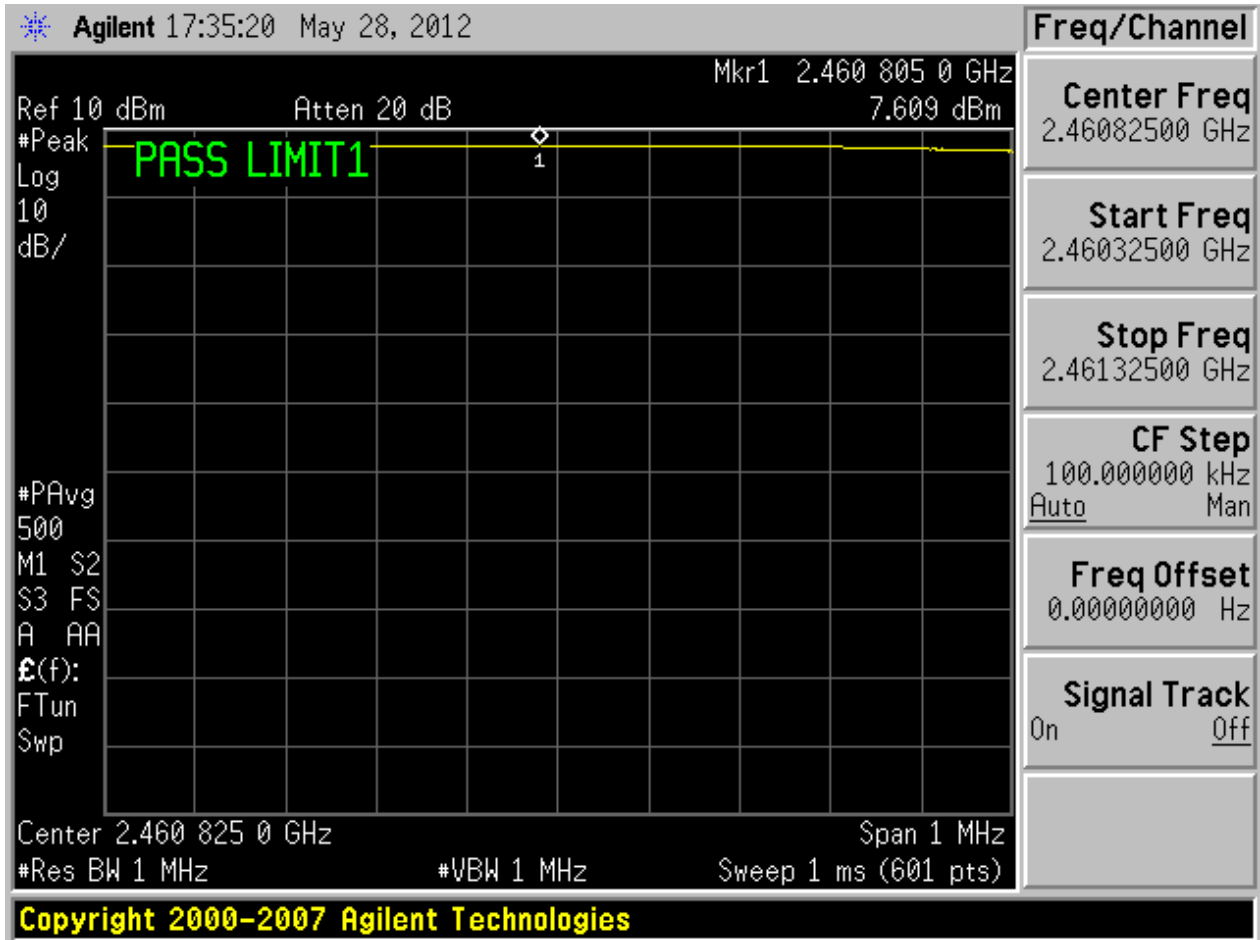 Agilent 17:35:20 May 28, 2012
Mkr1 2.460 805 0 GHz
Ref 10 dBm Atten 20 dB 7.609 dBm
#Peak
Log
10
dB/
PASS LIMIT1
1
#PAvg
500
M1 S2
S3 FS
A AA
£(f):
FTun
Swp
Center 2.460 825 0 GHz Span 1 MHz
#Res BW 1 MHz #VBW 1 MHz Sweep 1 ms (601 pts)
Freq/Channel
Center Freq
2.46082500 GHz
Start Freq
2.46032500 GHz
Stop Freq
2.46132500 GHz
CF Step
100.000000 kHz
Auto Man
Freq Offset
0.00000000 Hz
Signal Track
On Off
Copyright 2000-2007 Agilent Technologies